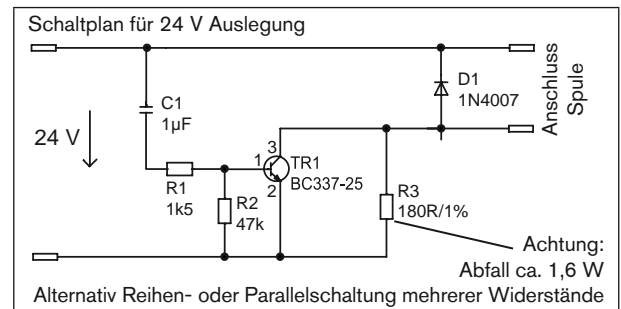 Schaltplan für 24 V Auslegung
D1
1N4007
Anschluss
Spule
C1
1µF
24 V
3
1
TR1
BC337-25
2
R1
1k5
R2
47k
R3
180R/1%
Achtung:
Abfall ca. 1,6 W
Alternativ Reihen- oder Parallelschaltung mehrerer Widerstände